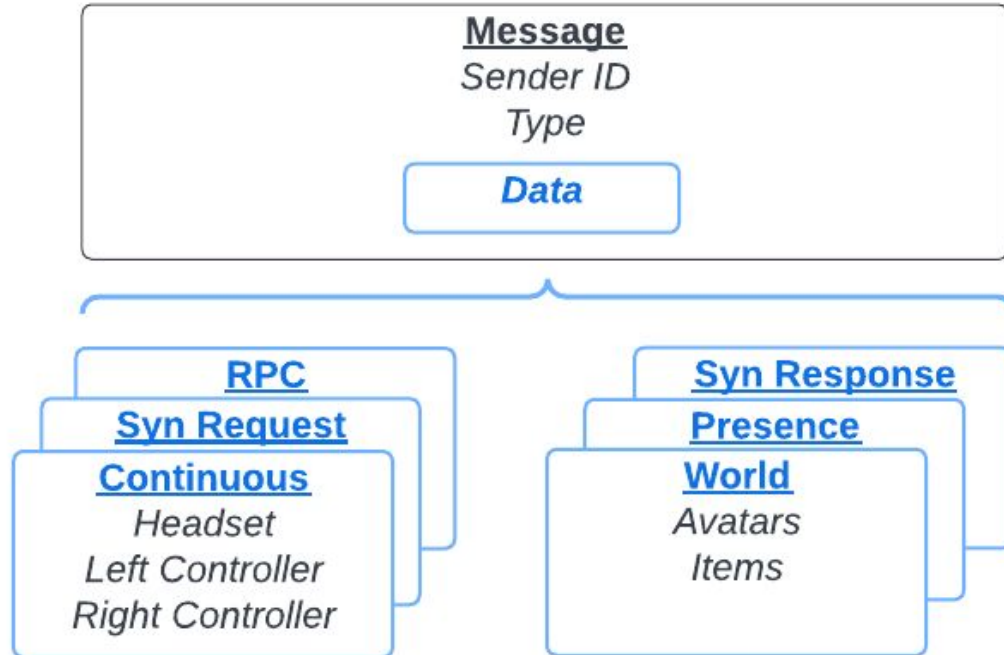 Message
Sender ID
Type
Data
RPC
Syn Request
Continuous
Headset
Left Controller
Right Controller
Syn Response
Presence
World
Avatars
Items